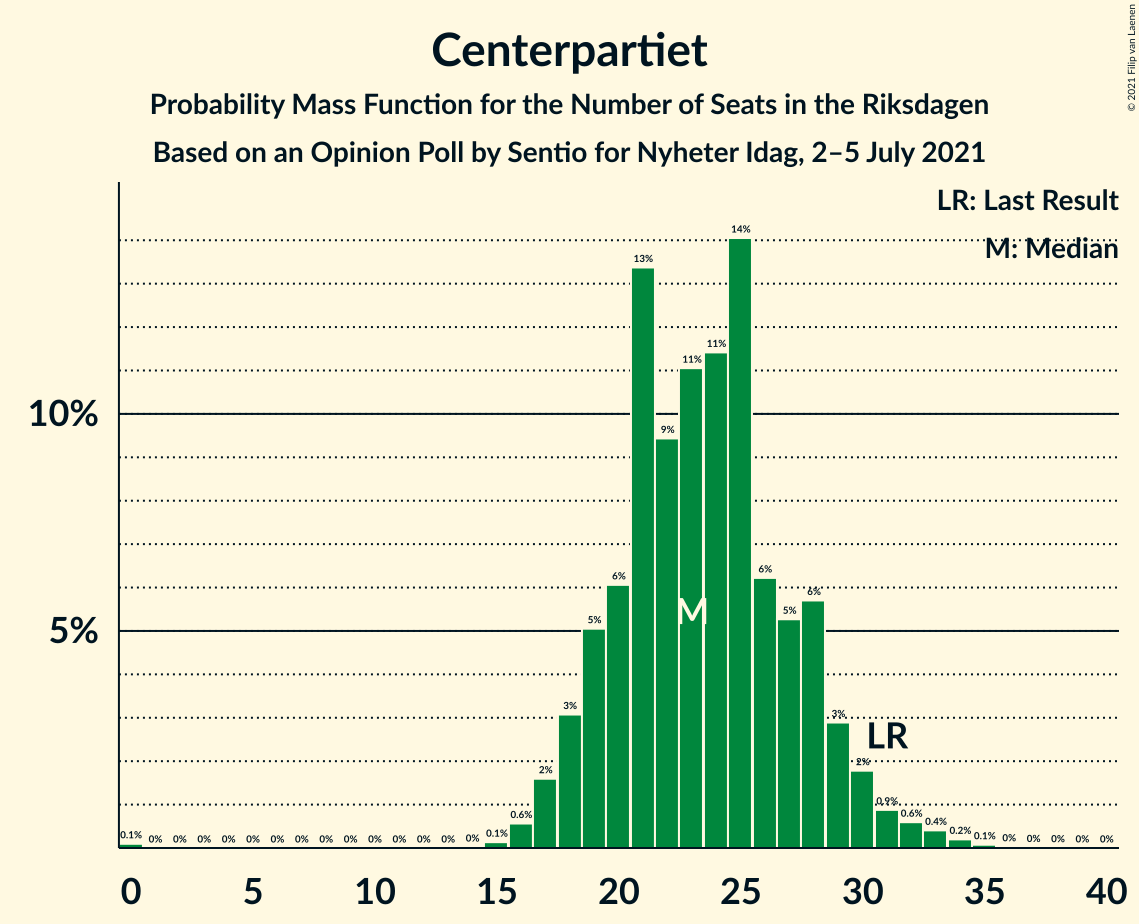 Centerpartiet
Probability Mass Function for the Number of Seats in the Riksdagen
Based on an Opinion Poll by Sentio for Nyheter Idag, 2–5 July 2021
© 2021 Filip van Laenen
LR: Last Result
M: Median
10%
5%
0.1% 0% 0% 0% 0% 0% 0% 0% 0% 0% 0% 0% 0% 0% 0% 0.1% 0.6% 2% 3% 5% 6% 13% 9% 11% 11% 14% 6% 5% 6% 3% 2% 0.9% 0.6% 0.4% 0.2% 0.1% 0% 0% 0% 0% 0%
M
LR
0 5 10 15 20 25 30 35 40